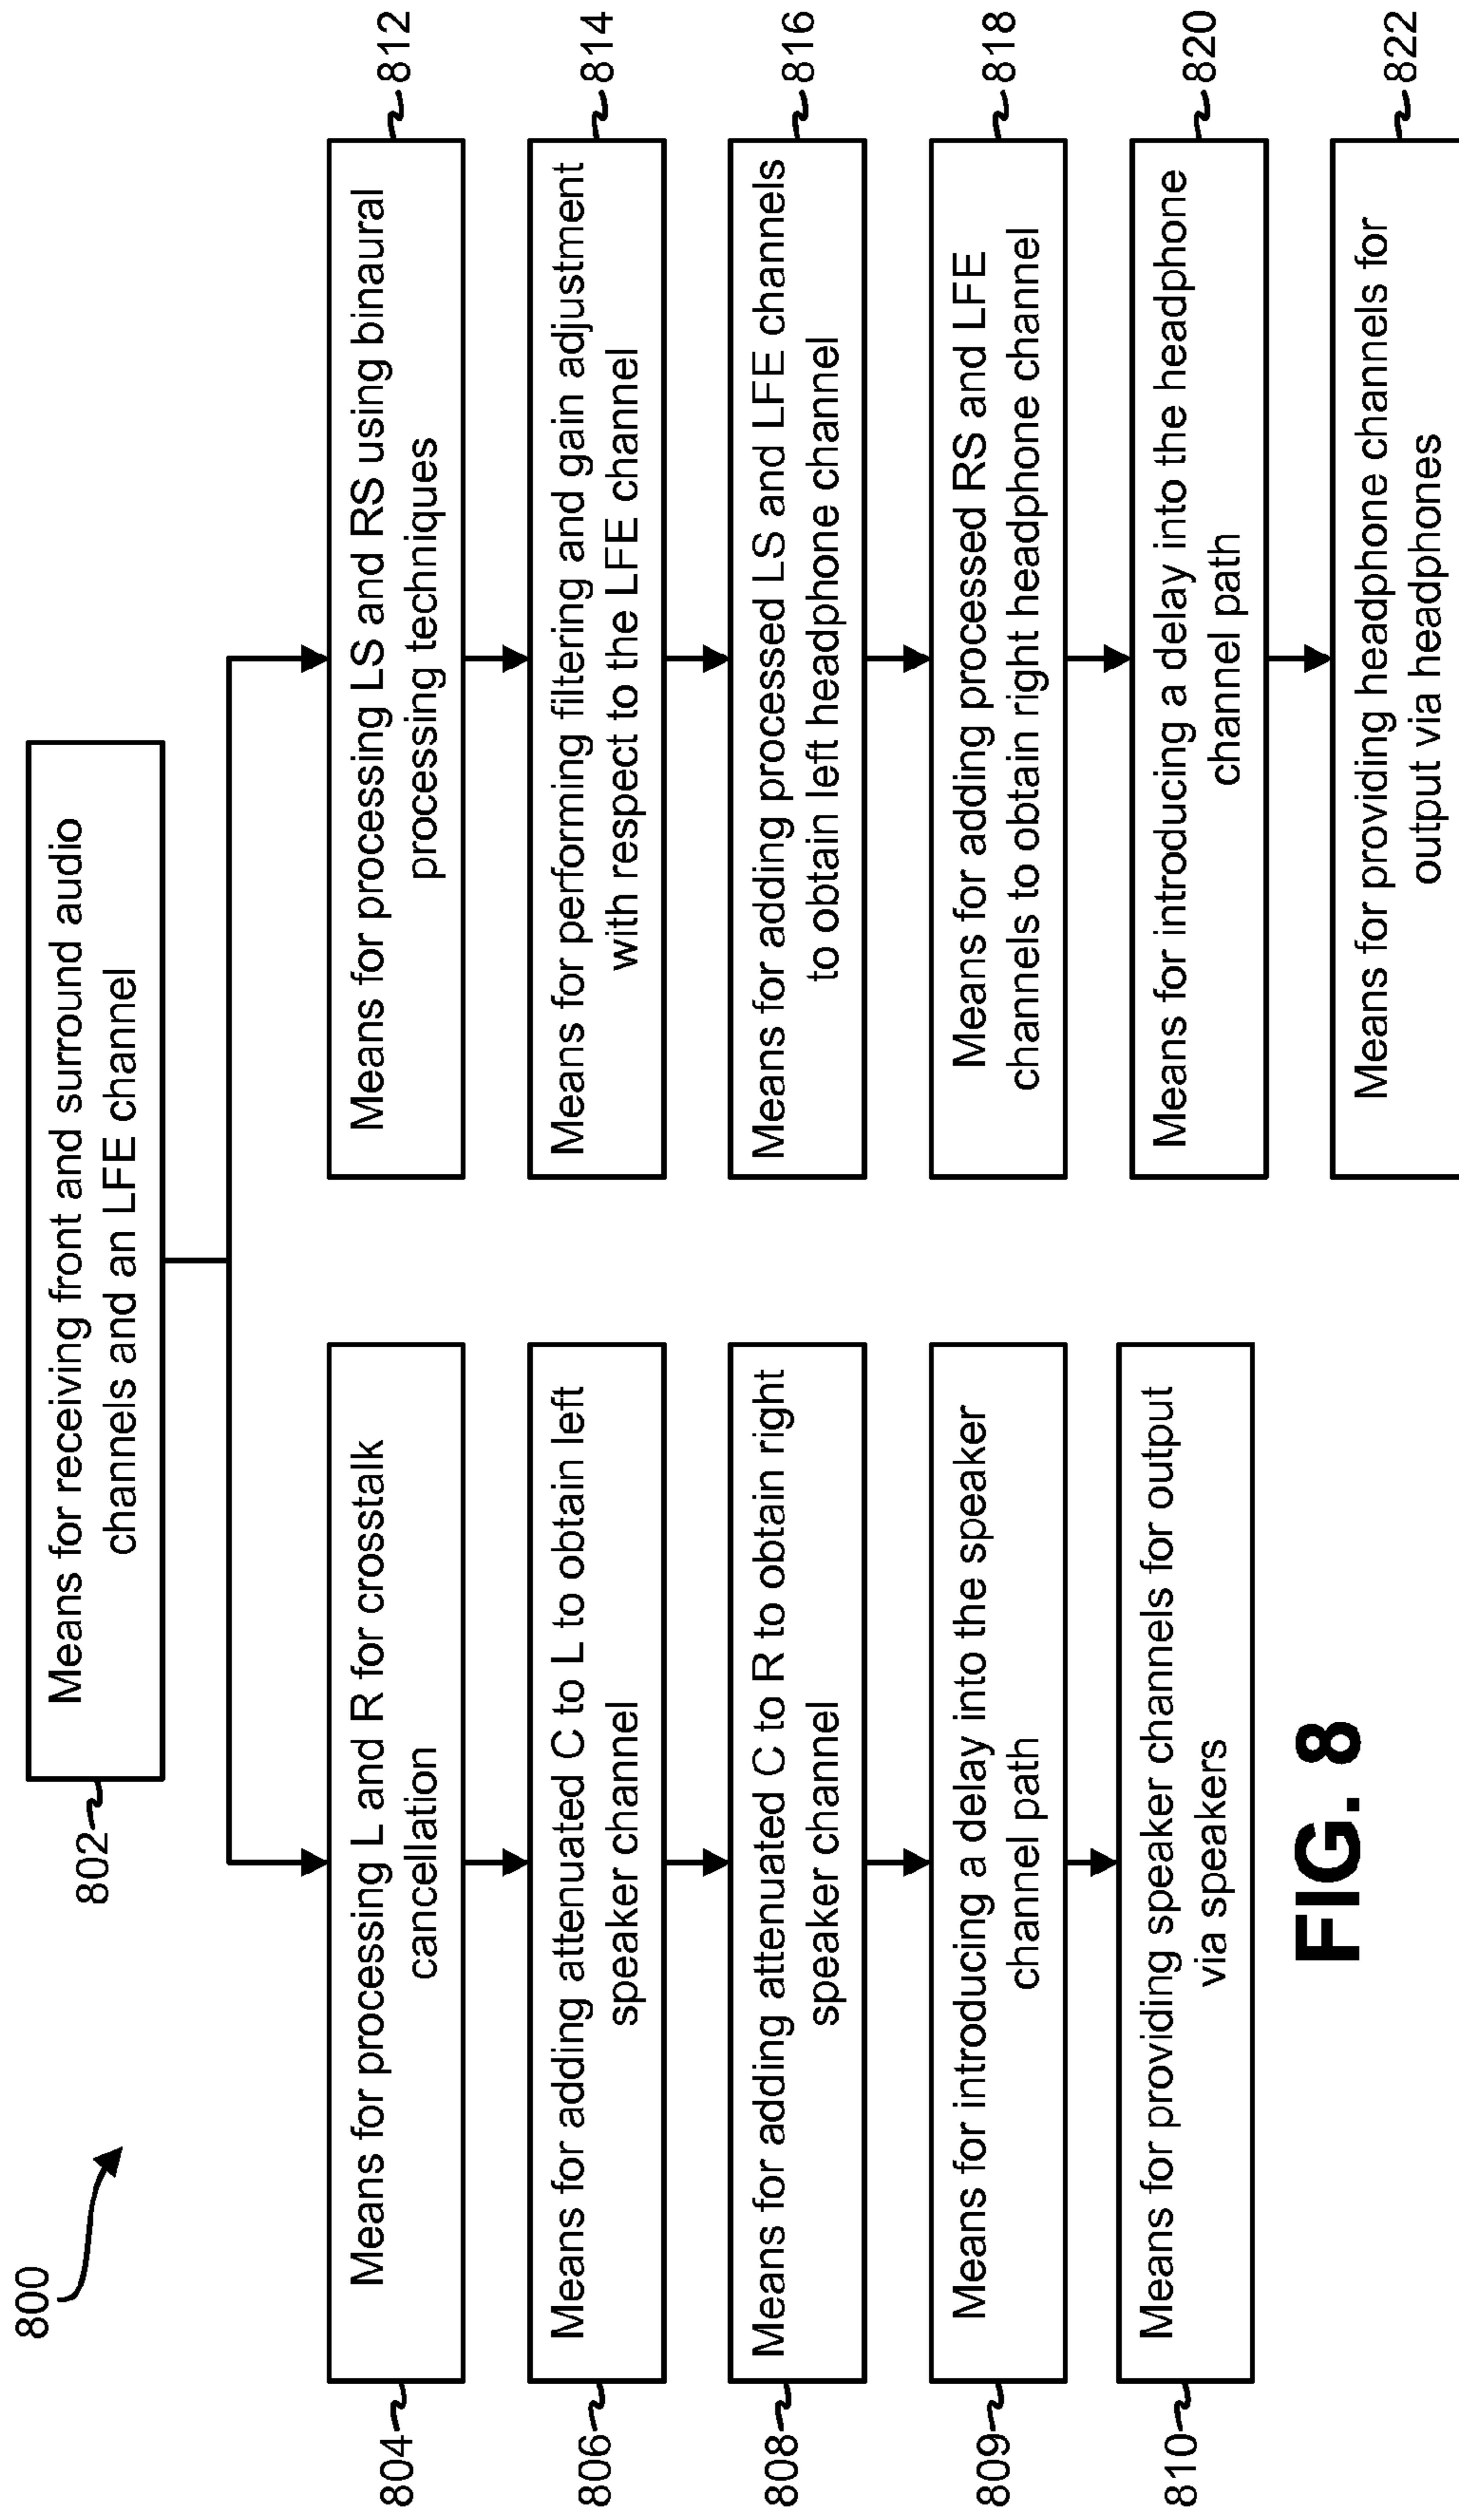 800
802
Means for receiving front and surround audio
channels and an LFE channel
804
Means for processing L and R for crosstalk
cancellation
806
Means for adding attenuated C to L to obtain left
speaker channel
808
Means for adding attenuated C to R to obtain right
speaker channel
809
Means for introducing a delay into the speaker
channel path
810
Means for providing speaker channels for output
via speakers
812
Means for processing LS and RS using binaural
processing techniques
814
Means for performing filtering and gain adjustment
with respect to the LFE channel
816
Means for adding processed LS and LFE channels
to obtain left headphone channel
818
Means for adding processed RS and LFE
channels to obtain right headphone channel
820
Means for introducing a delay into the headphone
channel path
822
Means for providing headphone channels for
output via headphones
FIG. 8